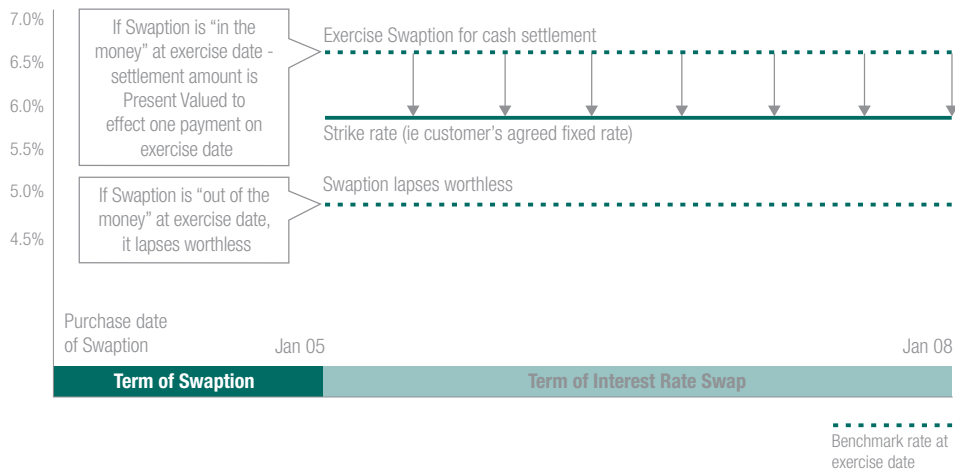 7.0%
6.5%
6.0%
5.5%
5.0%
4.5%
If Swaption is “in the
money” at exercise date -
settlement amount is
Present Valued to
effect one payment on
exercise date
Exercise Swaption for cash settlement
Strike rate (ie customer’s agreed fixed rate)
If Swaption is “out of the
money” at exercise date,
it lapses worthless
Swaption lapses worthless
Purchase date
of Swaption
Jan 05
Jan 08
Term of Swaption
Term of Interest Rate Swap
Benchmark rate at
exercise date